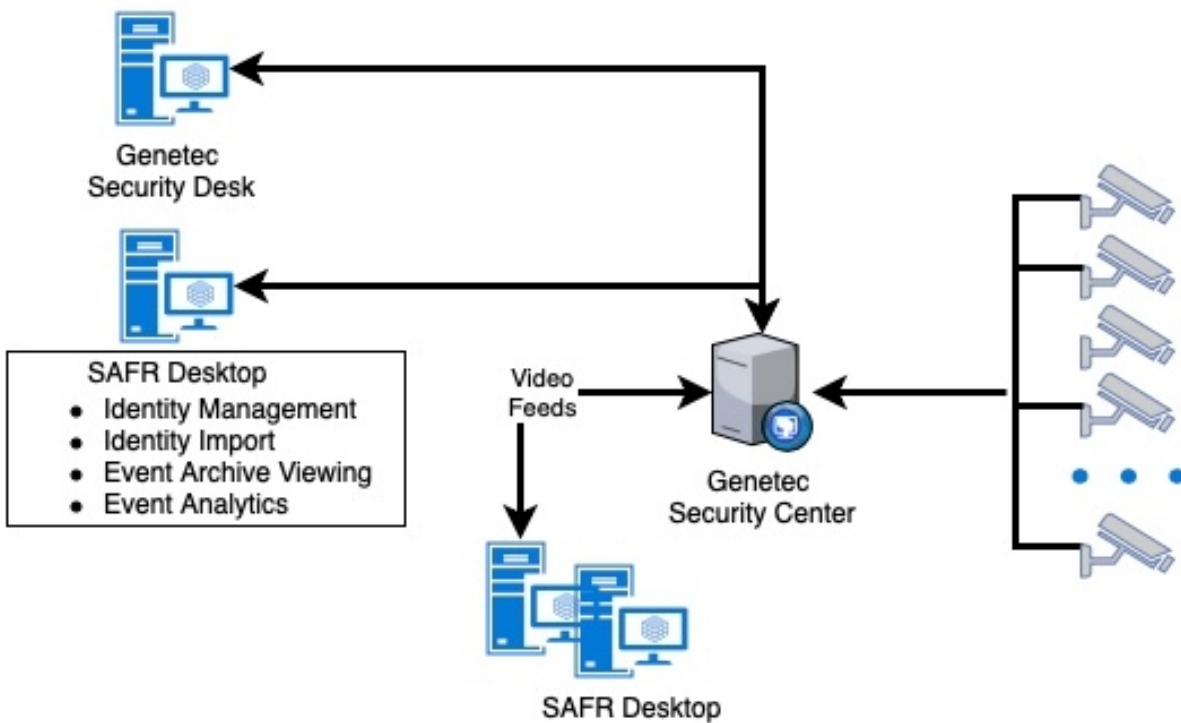 Genetec
Security Desk
SAFR Desktop
● Identity Management
● Identity Import
● Event Archive Viewing
● Event Analytics
Video
Feeds
Genetec
Security Center
SAFR Desktop